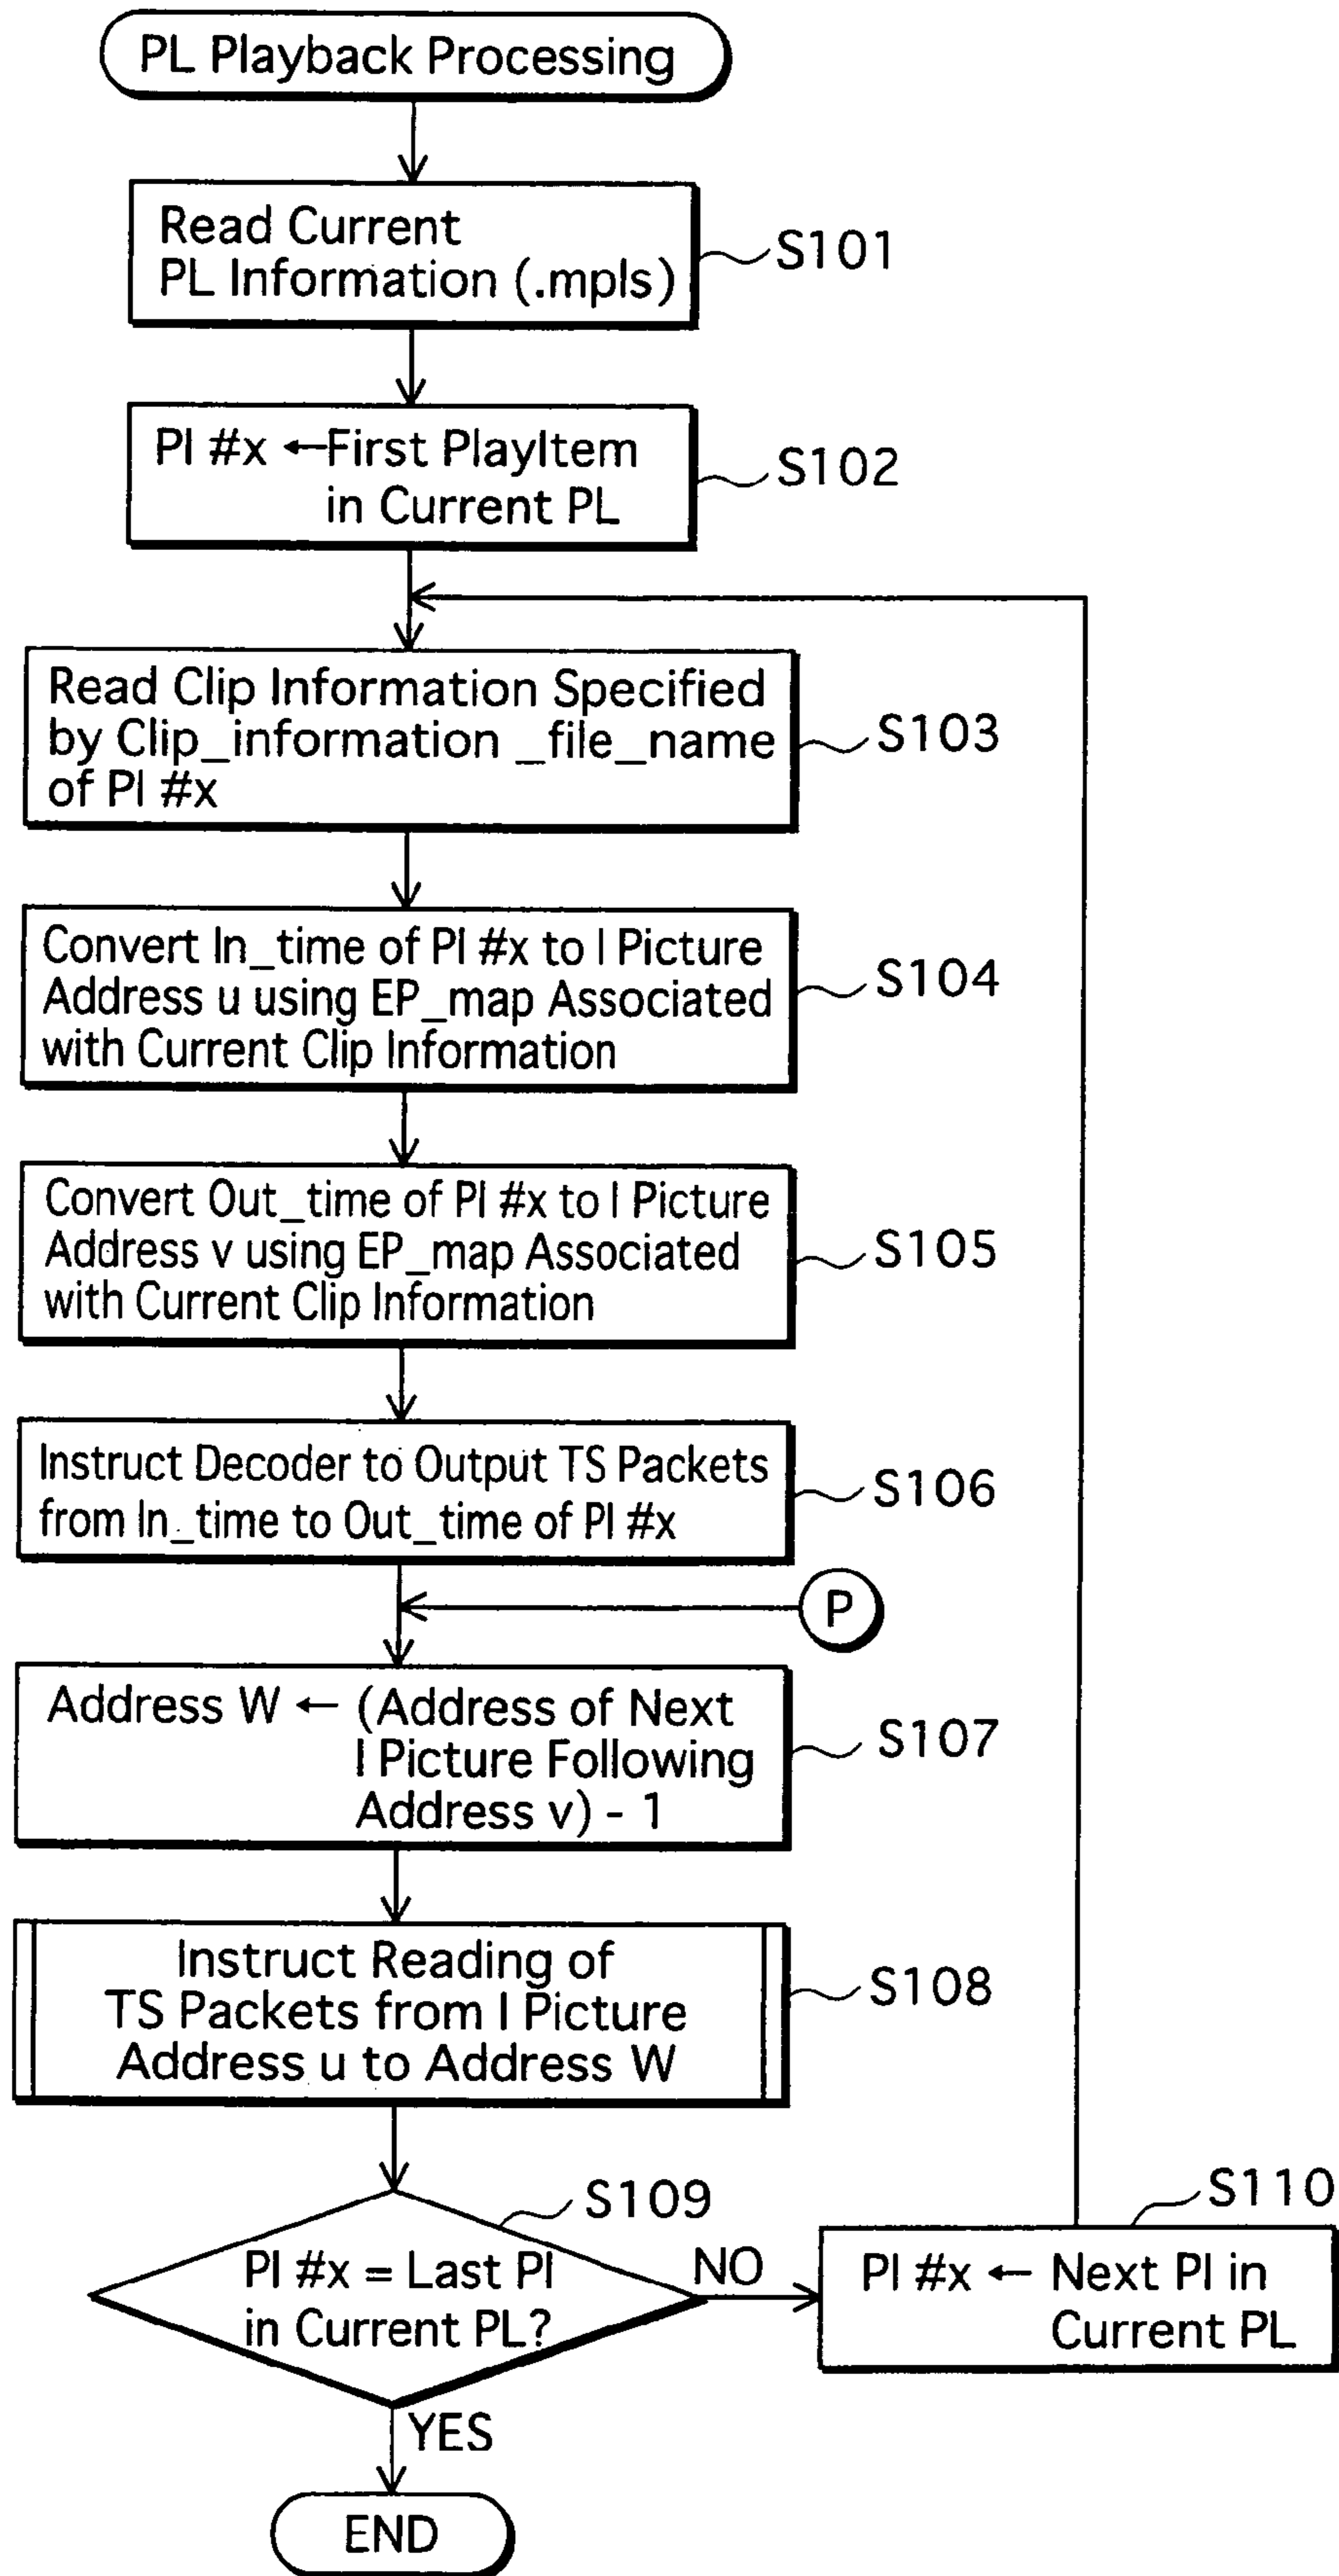 PL Playback Processing
Read Current
PL Information (.mpls)
S101
PI #x ←First PlayItem
in Current PL
S102
Read Clip Information Specified
by Clip_information _file_name
of PI #x
S103
Convert In_time of PI #x to I Picture
Address u using EP_map Associated
with Current Clip Information
S104
Convert Out_time of PI #x to I Picture
Address v using EP_map Associated
with Current Clip Information
S105
Instruct Decoder to Output TS Packets
from In_time to Out_time of PI #x
S106
P
Address W ← (Address of Next
I Picture Following
Address v) - 1
S107
Instruct Reading of
TS Packets from I Picture
Address u to Address W
S108
S109
PI #x = Last PI
in Current PL?
NO
S110
PI #x ← Next PI in
Current PL
YES
END